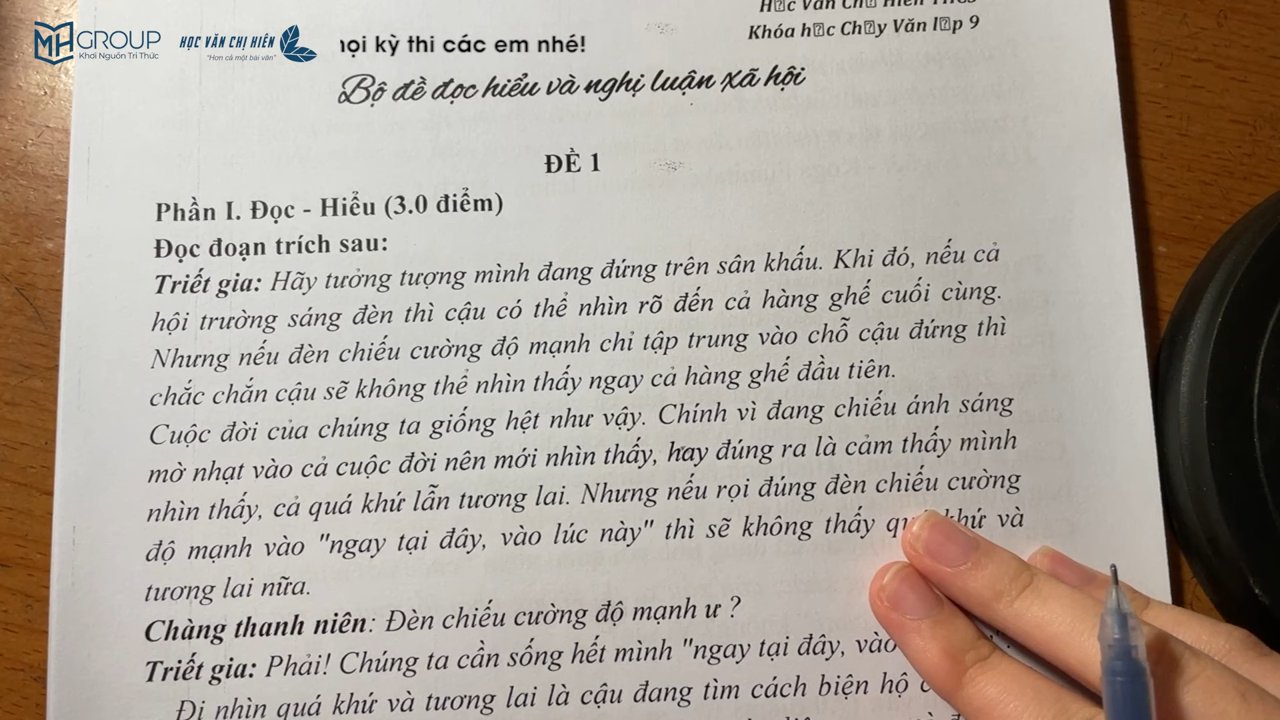 MH GROUP
Khơi Nguồn Tri Thức
HỌC VĂN CHỊ HIÊN
"Hơn cả một bài văn"
Khóa h𝑐 Ch y Văn l p 9
ọi kỳ thi các em nhé!
Bộ đề đọc hiểu và nghị luận xã hội
ĐỀ 1
Phần I. Đọc - Hiểu (3.0 điểm)
Đọc đoạn trích sau:
Triết gia: Hãy tưởng tượng mình đang đứng trên sân khấu. Khi đó, nếu cả
hội trường sáng đèn thì cậu có thể nhìn rõ đến cả hàng ghế cuối cùng.
Nhưng nếu đèn chiếu cường độ mạnh chỉ tập trung vào chỗ cậu đứng thì
chắc chắn cậu sẽ không thể nhìn thấy ngay cả hàng ghế đầu tiên.
Cuộc đời của chúng ta giống hệt như vậy. Chính vì đang chiếu ánh sáng
mờ nhạt vào cả cuộc đời nên mới nhìn thấy, hay đúng ra là cảm thấy mình
nhìn thấy, cả quá khứ lẫn tương lai. Nhưng nếu rọi đúng đèn chiếu cường
độ mạnh vào "ngay tại đây, vào lúc này" thì sẽ không thấy quá khứ và
tương lai nữa.
Chàng thanh niên: Đèn chiếu cường độ mạnh ư ?
Triết gia: Phải! Chúng ta cần sống hết mình "ngay tại đây, vào
Đi nhìn quá khứ và tương lai là cậu đang tìm cách biện hộ